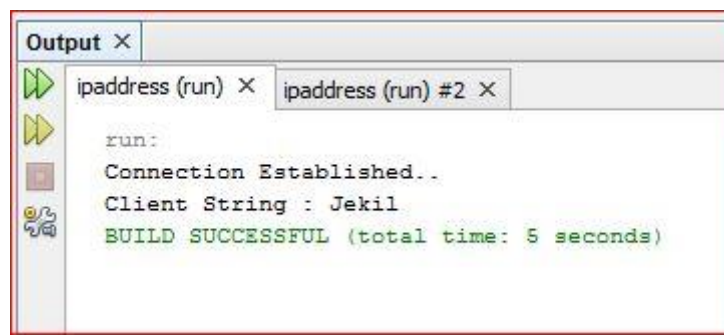 Output ×
ipaddress (run) × ipaddress (run) #2 ×
run:
Connection Established..
Client String : Jekil
BUILD SUCCESSFUL (total time: 5 seconds)